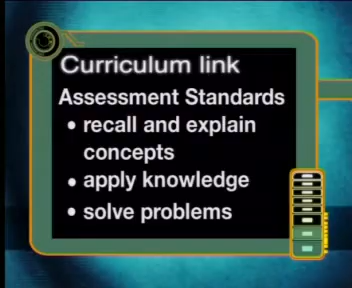 Curriculum link
Assessment Standards
• recall and explain
concepts
• apply knowledge
• solve problems